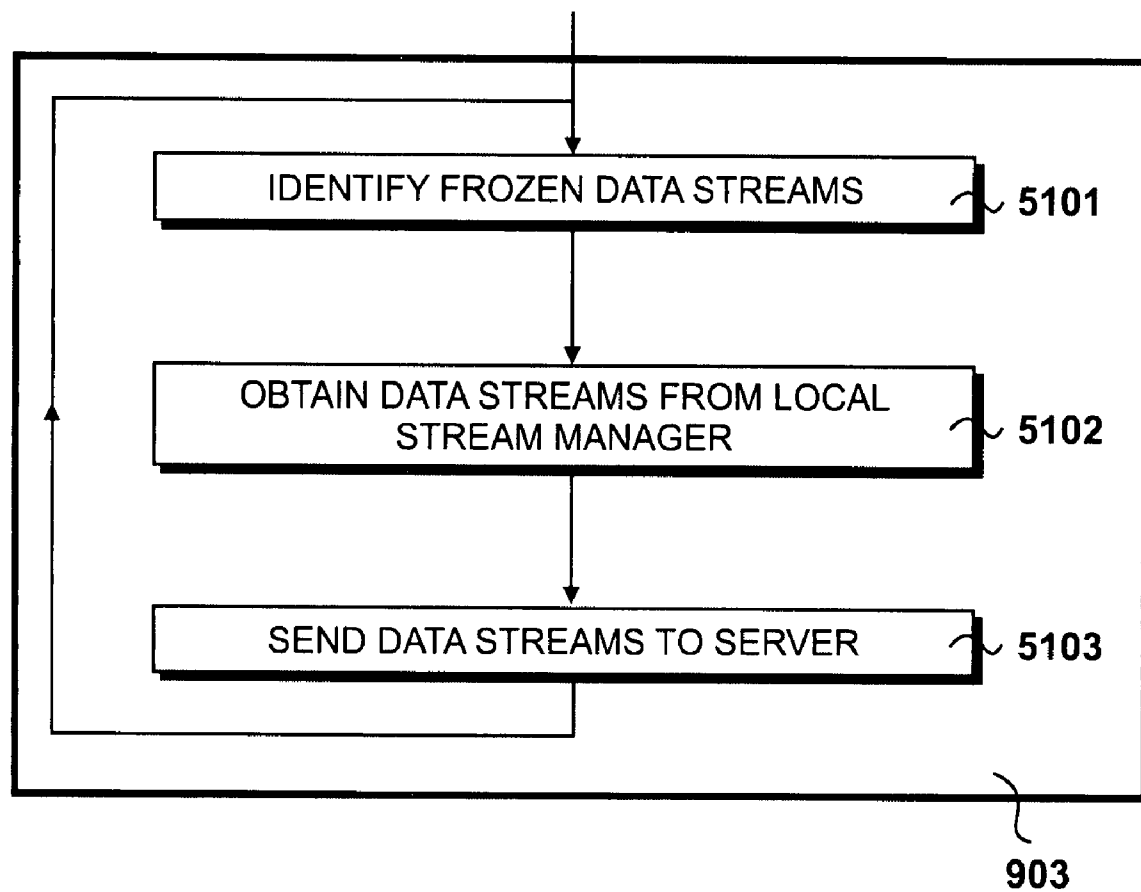 IDENTIFY FROZEN DATA STREAMS
5101
OBTAIN DATA STREAMS FROM LOCAL
STREAM MANAGER
5102
SEND DATA STREAMS TO SERVER
5103
903